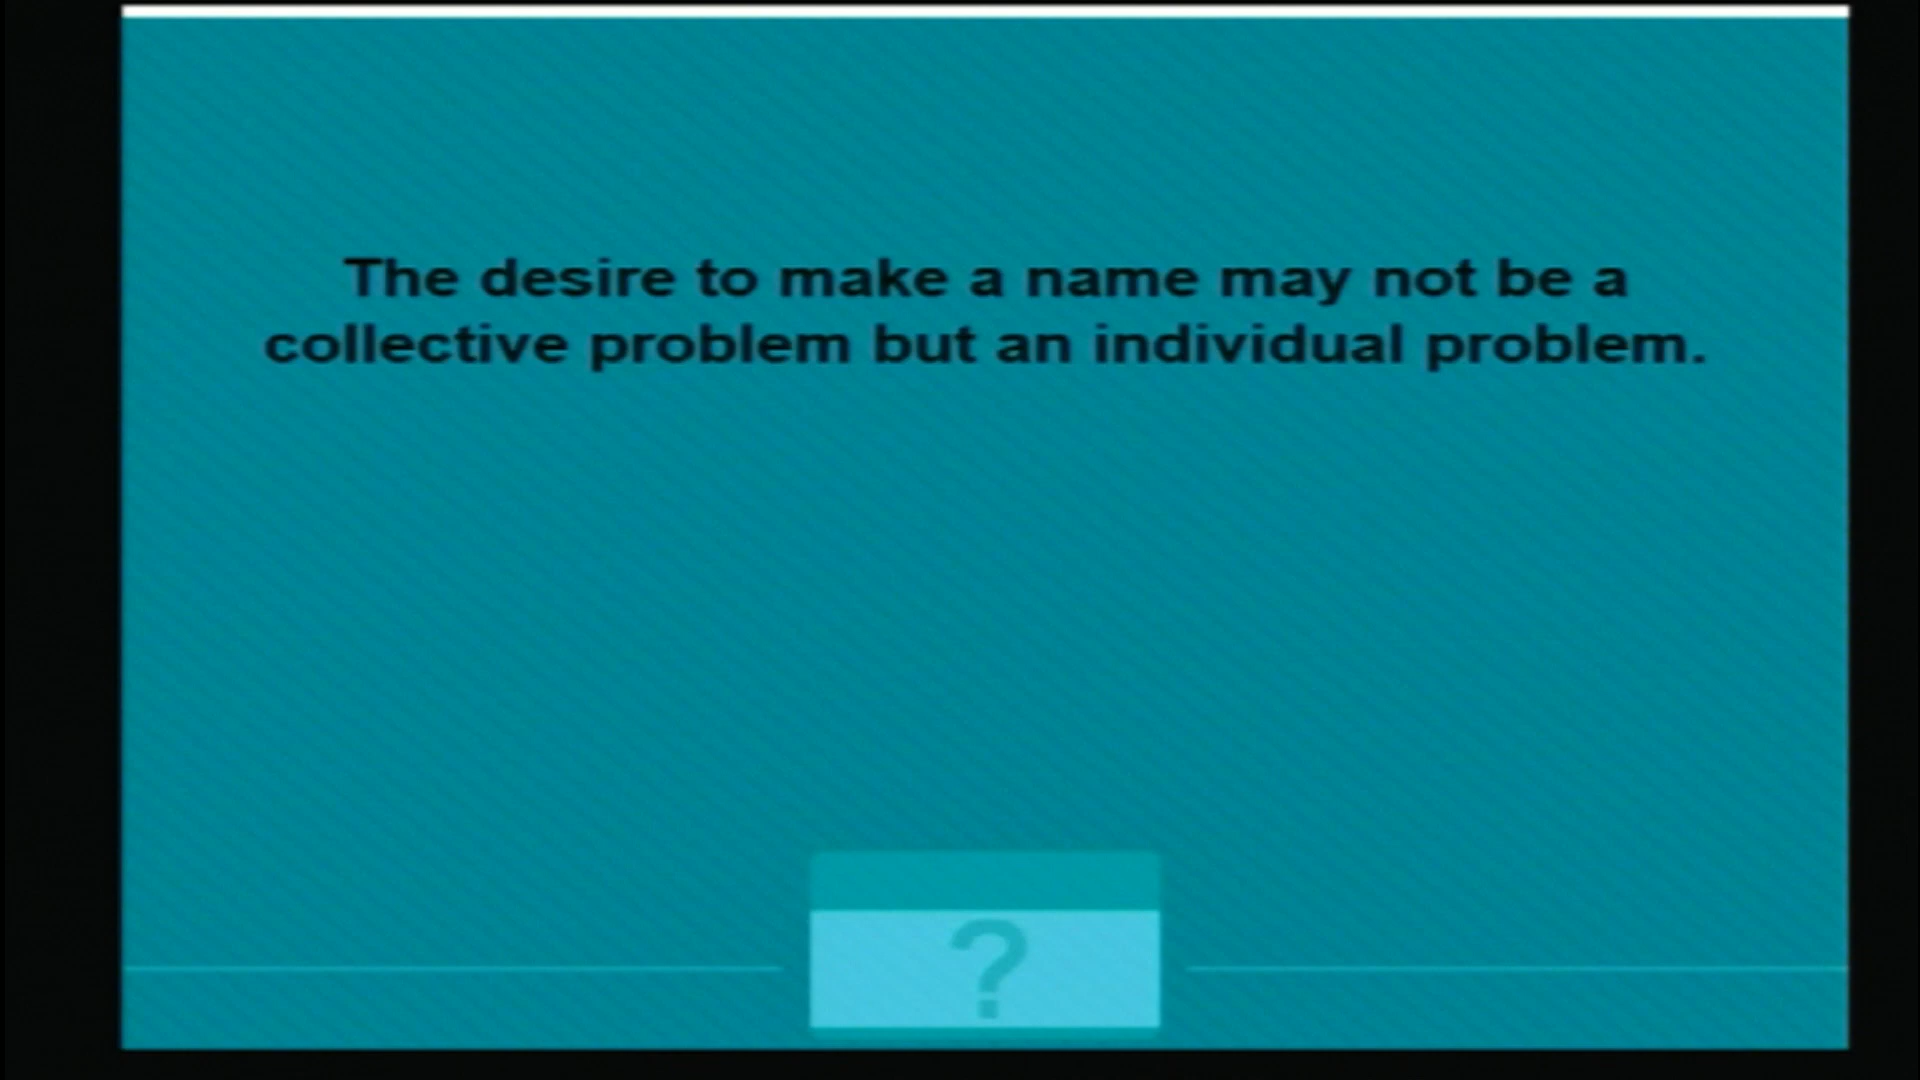 The desire to make a name may not be a
collective problem but an individual problem.
?